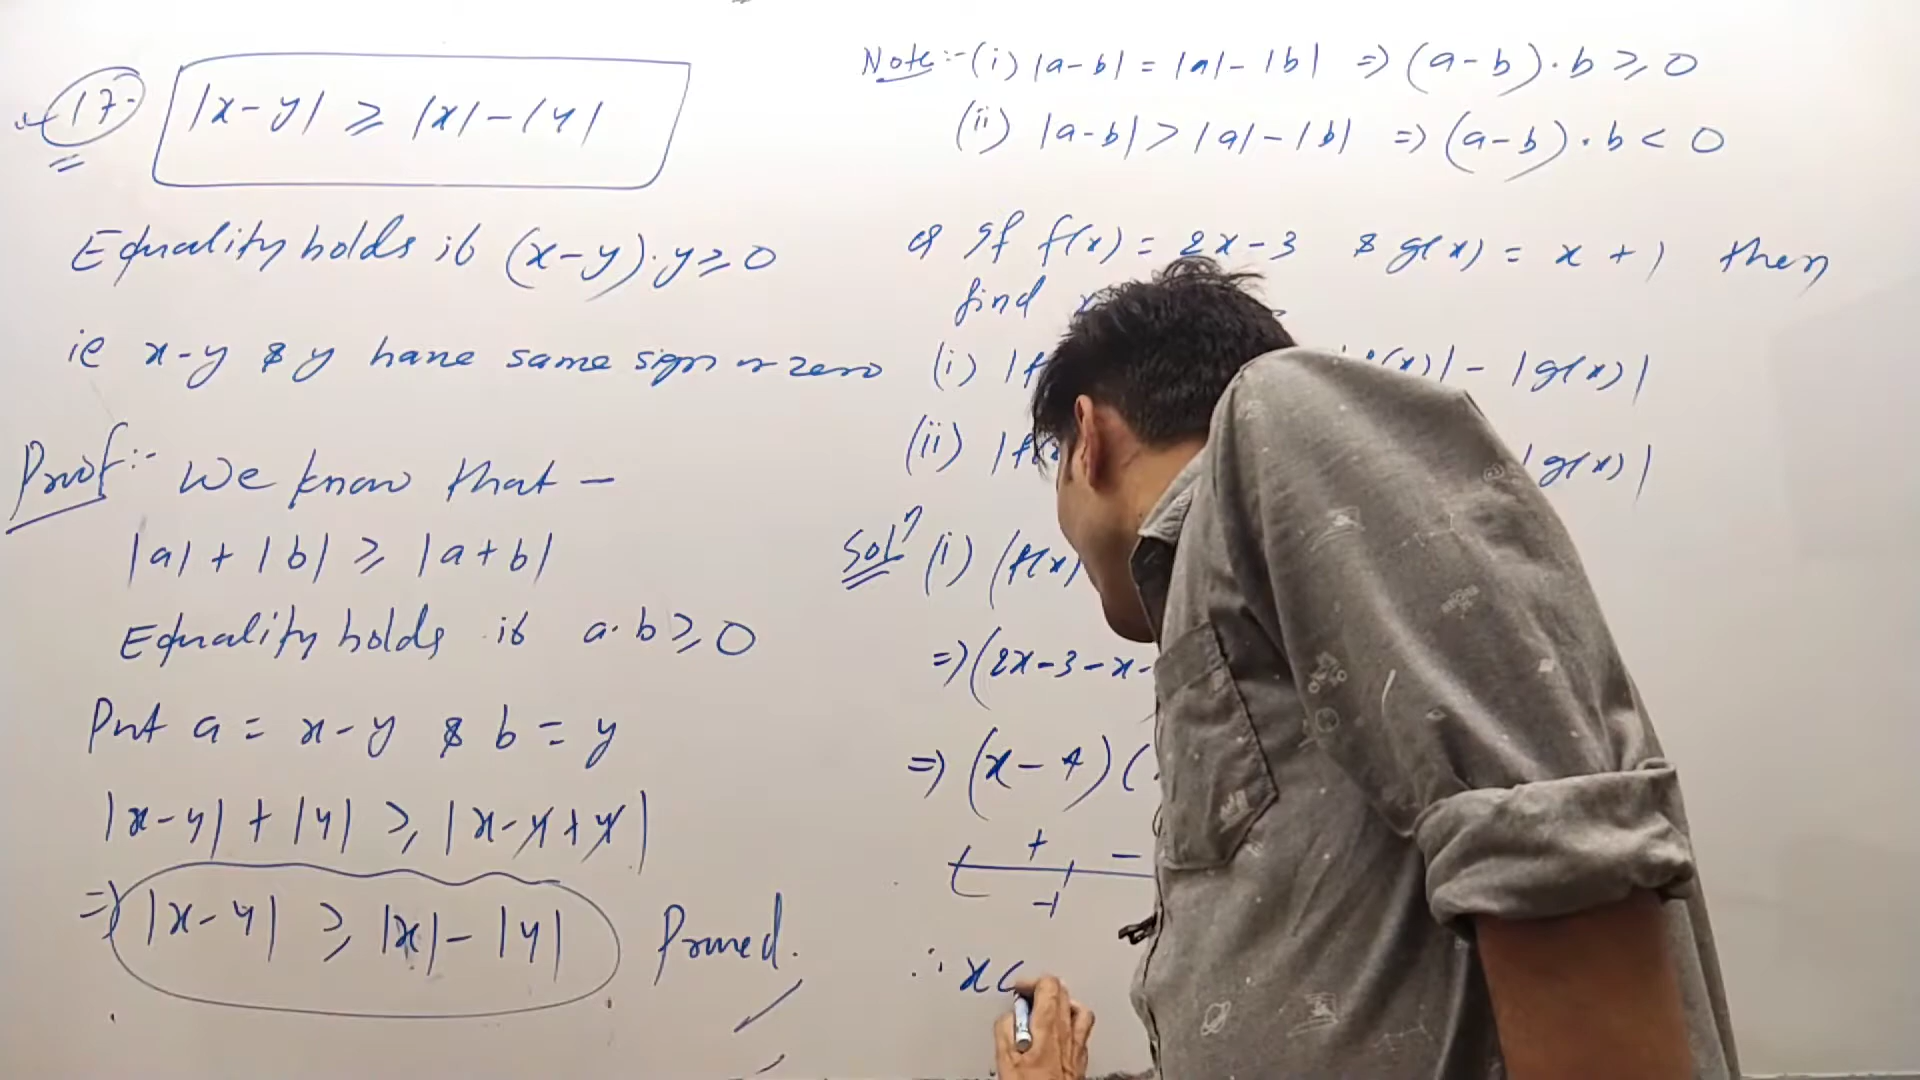 17.
|x-y| ≥ |x|-|y|
Equality holds if (x-y).y ≥ 0
ie x-y & y have same sign or zero
Proof:- We know that -
|a| + |b| ≥ |a+b|
Equality holds if a.b ≥ 0
Put a = x-y & b = y
|x-y| + |y| ≥ |x-y+y|
=> |x-y| ≥ |x|-|y| Proved.
Note:- (i) |a-b| = |a|-|b| => (a-b).b ≥ 0
(ii) |a-b| > |a|-|b| => (a-b).b < 0
If f(x) = 2x-3 & g(x) = x+1 then
find
(i) |f (x)| - |g(x)|
(ii) |f(x |g(x)|
Solⁿ (i) (f(x)
=> (2x-3-x-
=> (x-4)(
+ -
-1
∴ x